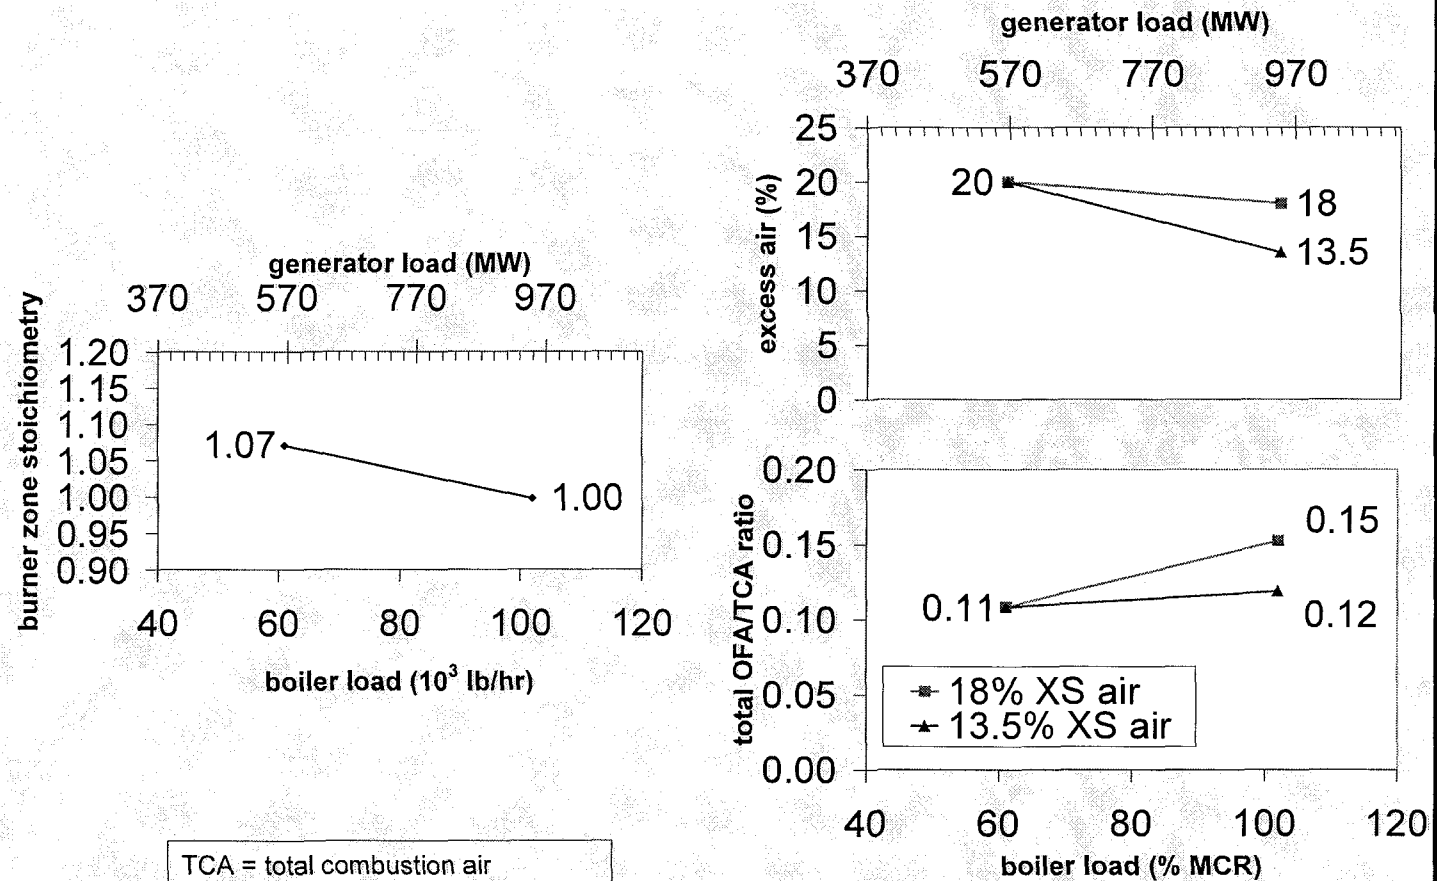 generator load (MW)
370 570 770 970
burner zone stoichiometry
1.20
1.15
1.10
1.05
1.00
0.95
0.90
1.07
1.00
40 60 80 100 120
boiler load (10³ lb/hr)
TCA = total combustion air
generator load (MW)
370 570 770 970
excess air (%)
25
20
15
10
5
0
20
18
13.5
total OFA/TCA ratio
0.20
0.15
0.10
0.05
0.00
0.11
0.15
0.12
18% XS air
13.5% XS air
40 60 80 100 120
boiler load (% MCR)